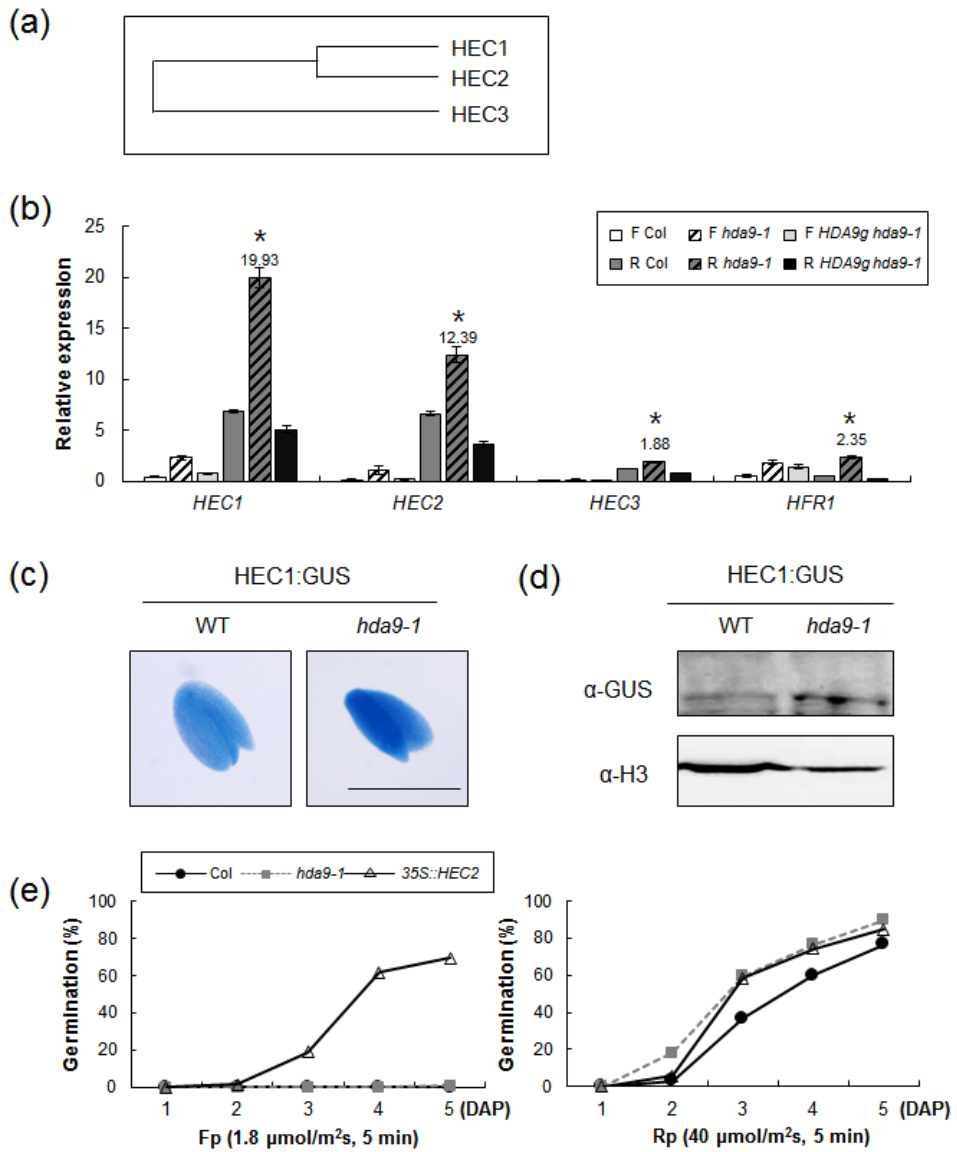 (a)
HEC1
HEC2
HEC3
(b)
Relative expression
25
20
15
10
5
0
F Col F hda9-1 F HDA9g hda9-1
R Col R hda9-1 R HDA9g hda9-1
*
19.93
*
12.39
*
1.88
*
2.35
HEC1 HEC2 HEC3 HFR1
(c)
HEC1:GUS
WT hda9-1
(d)
HEC1:GUS
WT hda9-1
α-GUS
α-H3
(e)
Col hda9-1 35S::HEC2
Germination (%)
100
80
60
40
20
0
1 2 3 4 5 (DAP)
Fp (1.8 µmol/m²s, 5 min)
Germination (%)
100
80
60
40
20
0
1 2 3 4 5 (DAP)
Rp (40 µmol/m²s, 5 min)